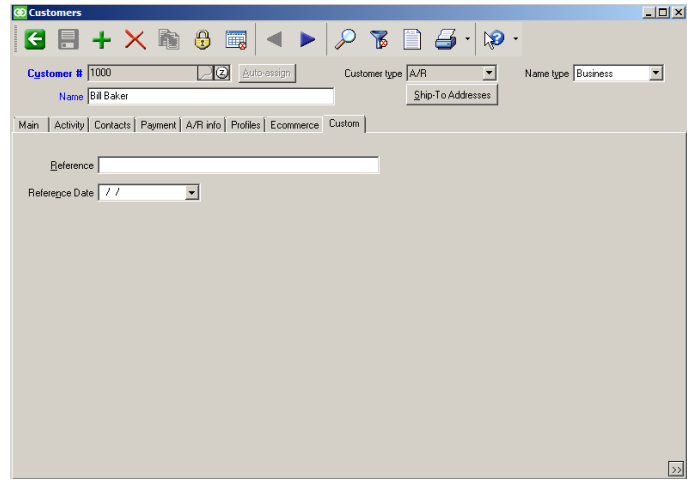 Customers
Customer # 1000 Auto-assign Customer type A/R Name type Business
Name Bill Baker Ship-To Addresses
Main Activity Contacts Payment A/R info Profiles Ecommerce Custom
Reference
Reference Date / /
>>